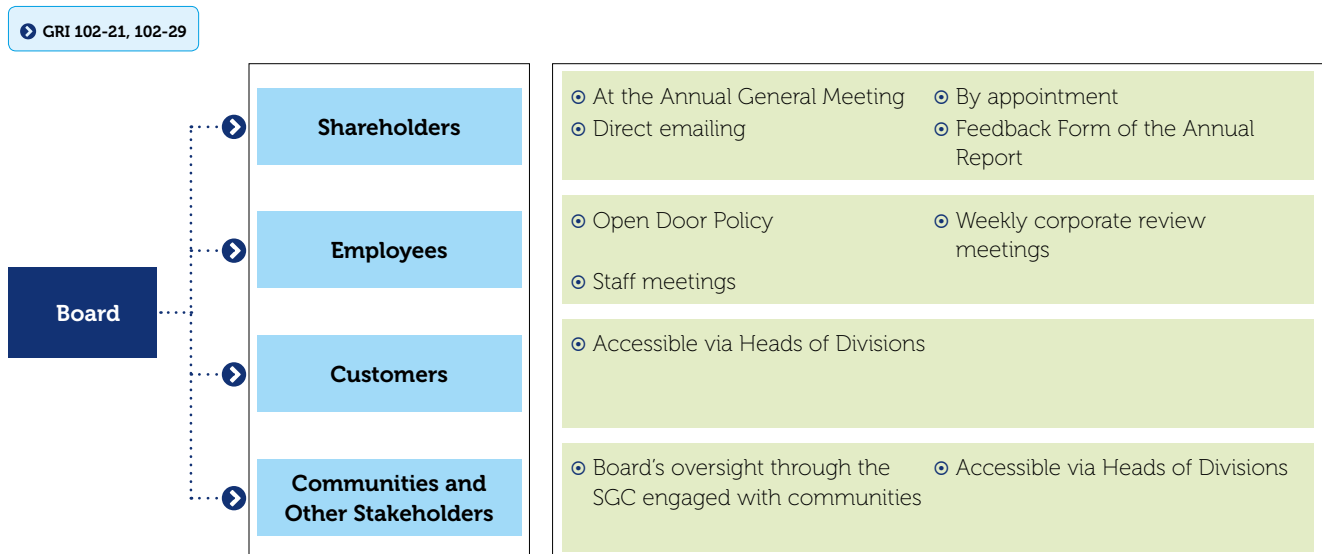 GRI 102-21, 102-29
Board
Shareholders
At the Annual General Meeting
Direct emailing
By appointment
Feedback Form of the Annual
Report
Employees
Open Door Policy
Staff meetings
Weekly corporate review
meetings
Customers
Accessible via Heads of Divisions
Communities and
Other Stakeholders
Board's oversight through the
SGC engaged with communities
Accessible via Heads of Divisions